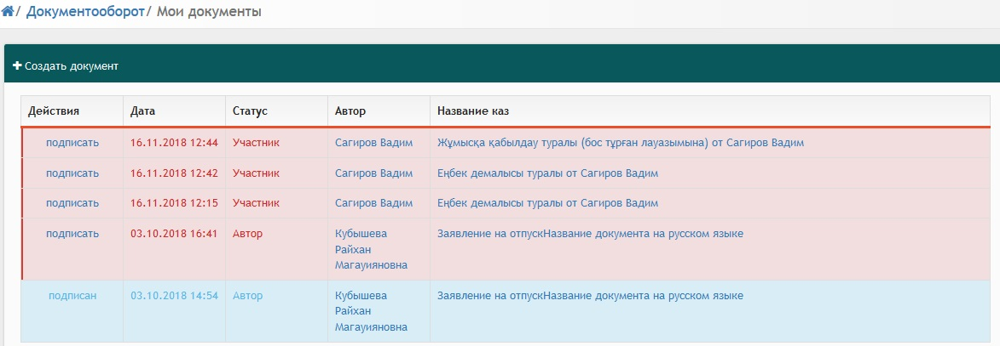 / Документооборот/ Мои документы
Создать документ
Действия Дата Статус Автор Название каз
подписать 16.11.2018 12:44 Участник Сагиров Вадим Жұмысқа қабылдау туралы (бос тұрған лауазымына) от Сагиров Вадим
подписать 16.11.2018 12:42 Участник Сагиров Вадим Еңбек демалысы туралы от Сагиров Вадим
подписать 16.11.2018 12:15 Участник Сагиров Вадим Еңбек демалысы туралы от Сагиров Вадим
подписать 03.10.2018 16:41 Автор Кубышева Заявление на отпускНазвание документа на русском языке
Райхан
Магауияновна
подписан 03.10.2018 14:54 Автор Кубышева Заявление на отпускНазвание документа на русском языке
Райхан
Магауияновна